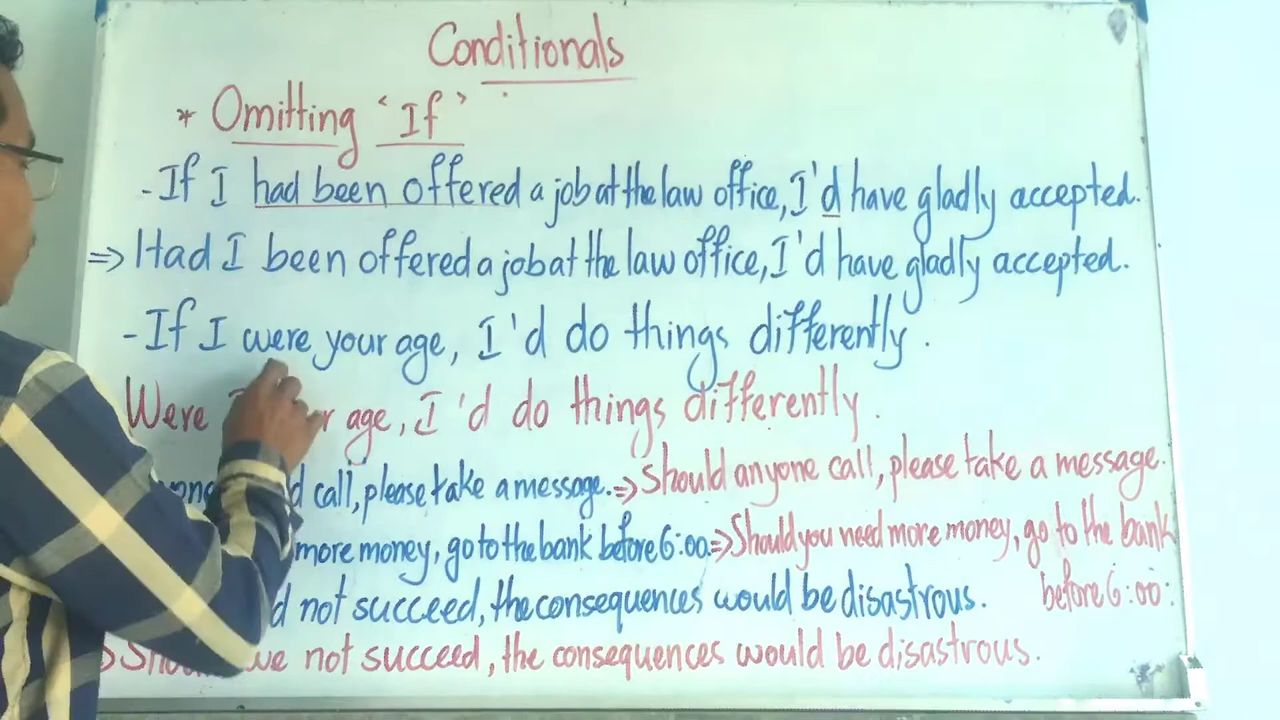 Conditionals
* Omitting 'If'
- If I had been offered a job at the law office, I'd have gladly accepted.
=> Had I been offered a job at the law office, I'd have gladly accepted.
- If I were your age, I'd do things differently.
Were age, I'd do things differently.
call, please take a message. => Should anyone call, please take a message.
more money, go to the bank before 6:00. => Should you need more money, go to the bank
not succeed, the consequences would be disastrous. before 6:00.
we not succeed, the consequences would be disastrous.